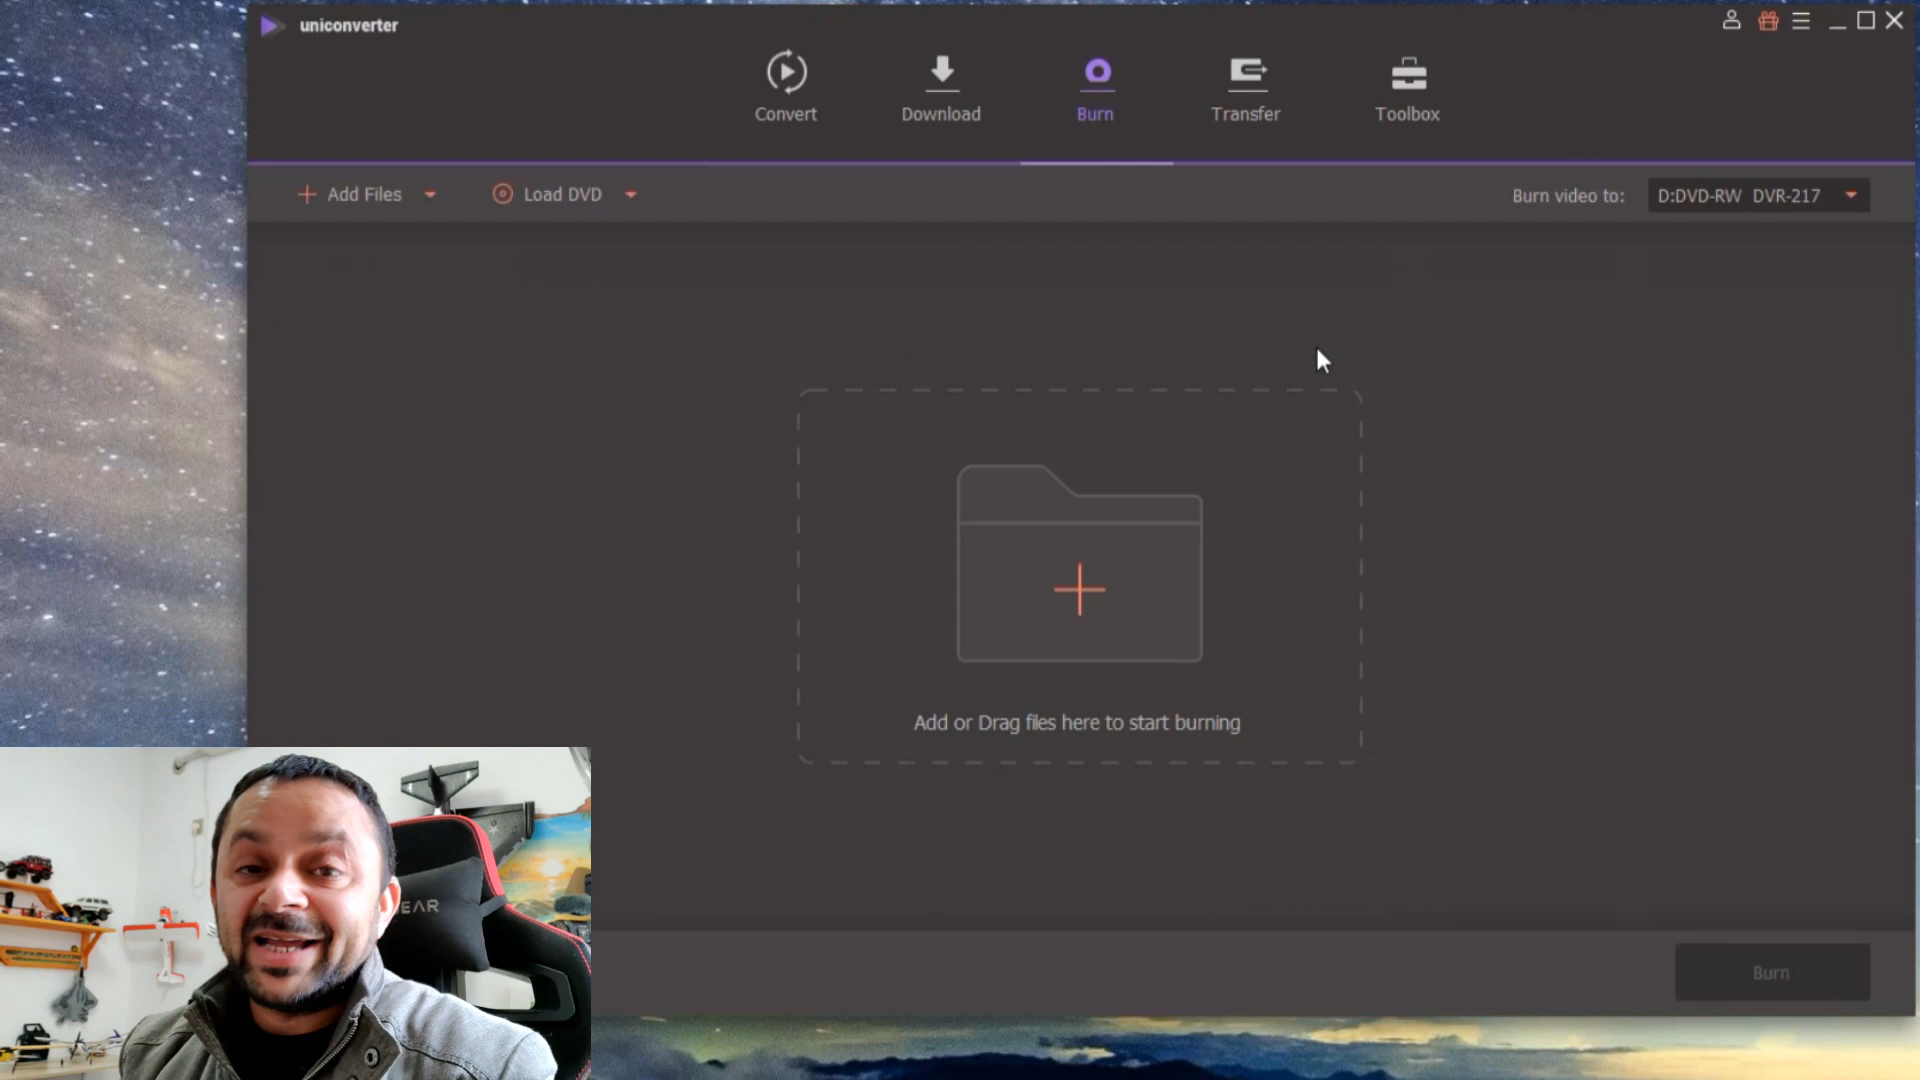 uniconverter
Convert
Download
Burn
Transfer
Toolbox
Add Files
Load DVD
Burn video to:
D:DVD-RW DVR-217
Add or Drag files here to start burning
EAR
Burn